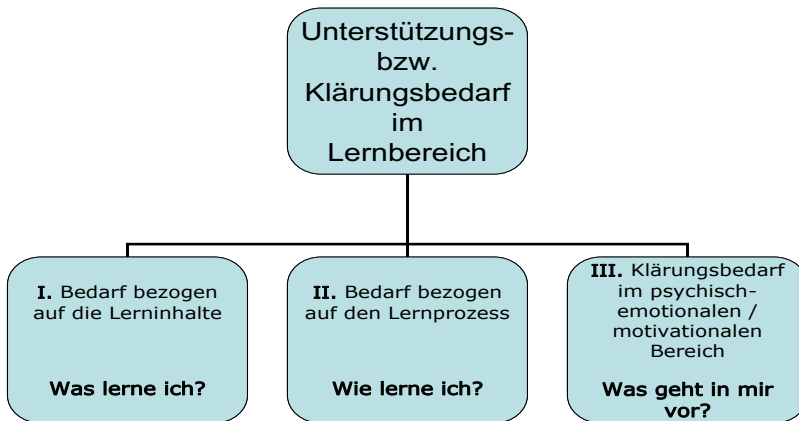 Unterstützungs-
bzw.
Klärungsbedarf
im
Lernbereich
I. Bedarf bezogen
auf die Lerninhalte
Was lerne ich?
II. Bedarf bezogen
auf den Lernprozess
Wie lerne ich?
III. Klärungsbedarf
im psychisch-
emotionalen /
motivationalen
Bereich
Was geht in mir
vor?